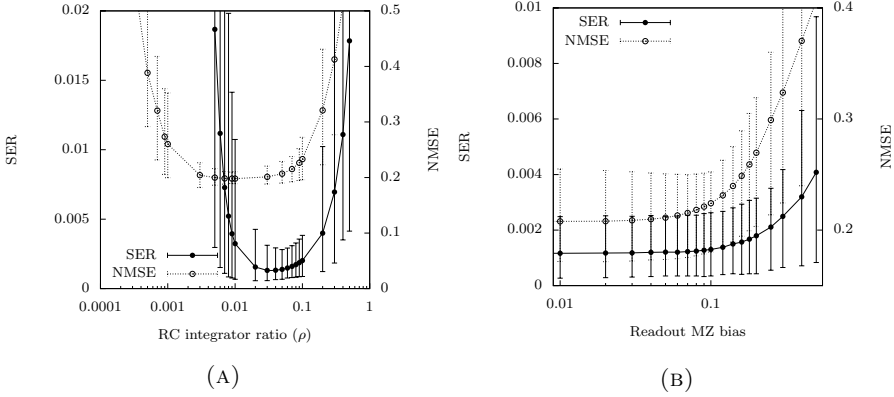 0.02
0.015
0.01
0.005
0
SER
0.5
0.4
0.3
0.2
0.1
0
NMSE
SER
NMSE
0.0001 0.001 0.01 0.1 1
RC integrator ratio (ρ)
(A)
0.01
0.008
0.006
0.004
0.002
0
SER
0.4
0.3
0.2
NMSE
SER
NMSE
0.01 0.1
Readout MZ bias
(B)